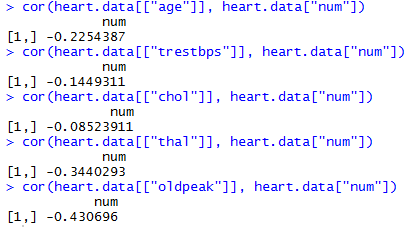 > cor(heart.data[["age"]], heart.data["num"])
num
[1,] -0.2254387
> cor(heart.data[["trestbps"]], heart.data["num"])
num
[1,] -0.1449311
> cor(heart.data[["chol"]], heart.data["num"])
num
[1,] -0.08523911
> cor(heart.data[["thal"]], heart.data["num"])
num
[1,] -0.3440293
> cor(heart.data[["oldpeak"]], heart.data["num"])
num
[1,] -0.430696